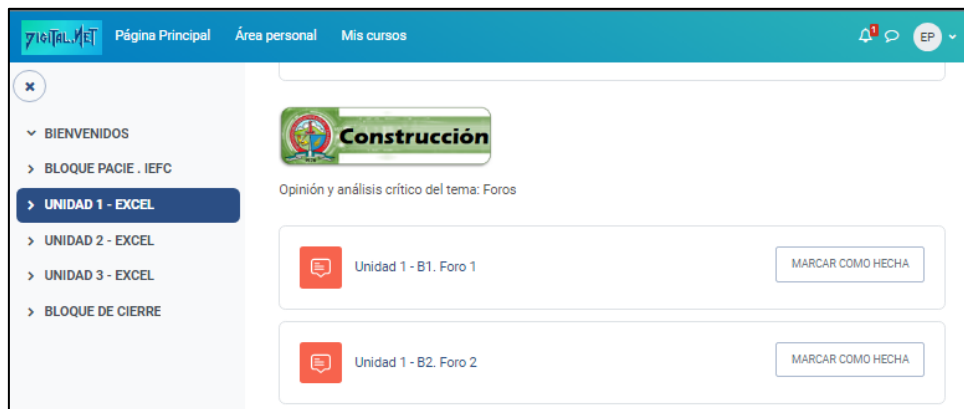 DIGITAL.NET Página Principal Área personal Mis cursos 1 EP
BIENVENIDOS
BLOQUE PACIE . IEFC
UNIDAD 1 - EXCEL
UNIDAD 2 - EXCEL
UNIDAD 3 - EXCEL
BLOQUE DE CIERRE
Construcción
Opinión y análisis crítico del tema: Foros
Unidad 1 - B1. Foro 1 MARCAR COMO HECHA
Unidad 1 - B2. Foro 2 MARCAR COMO HECHA